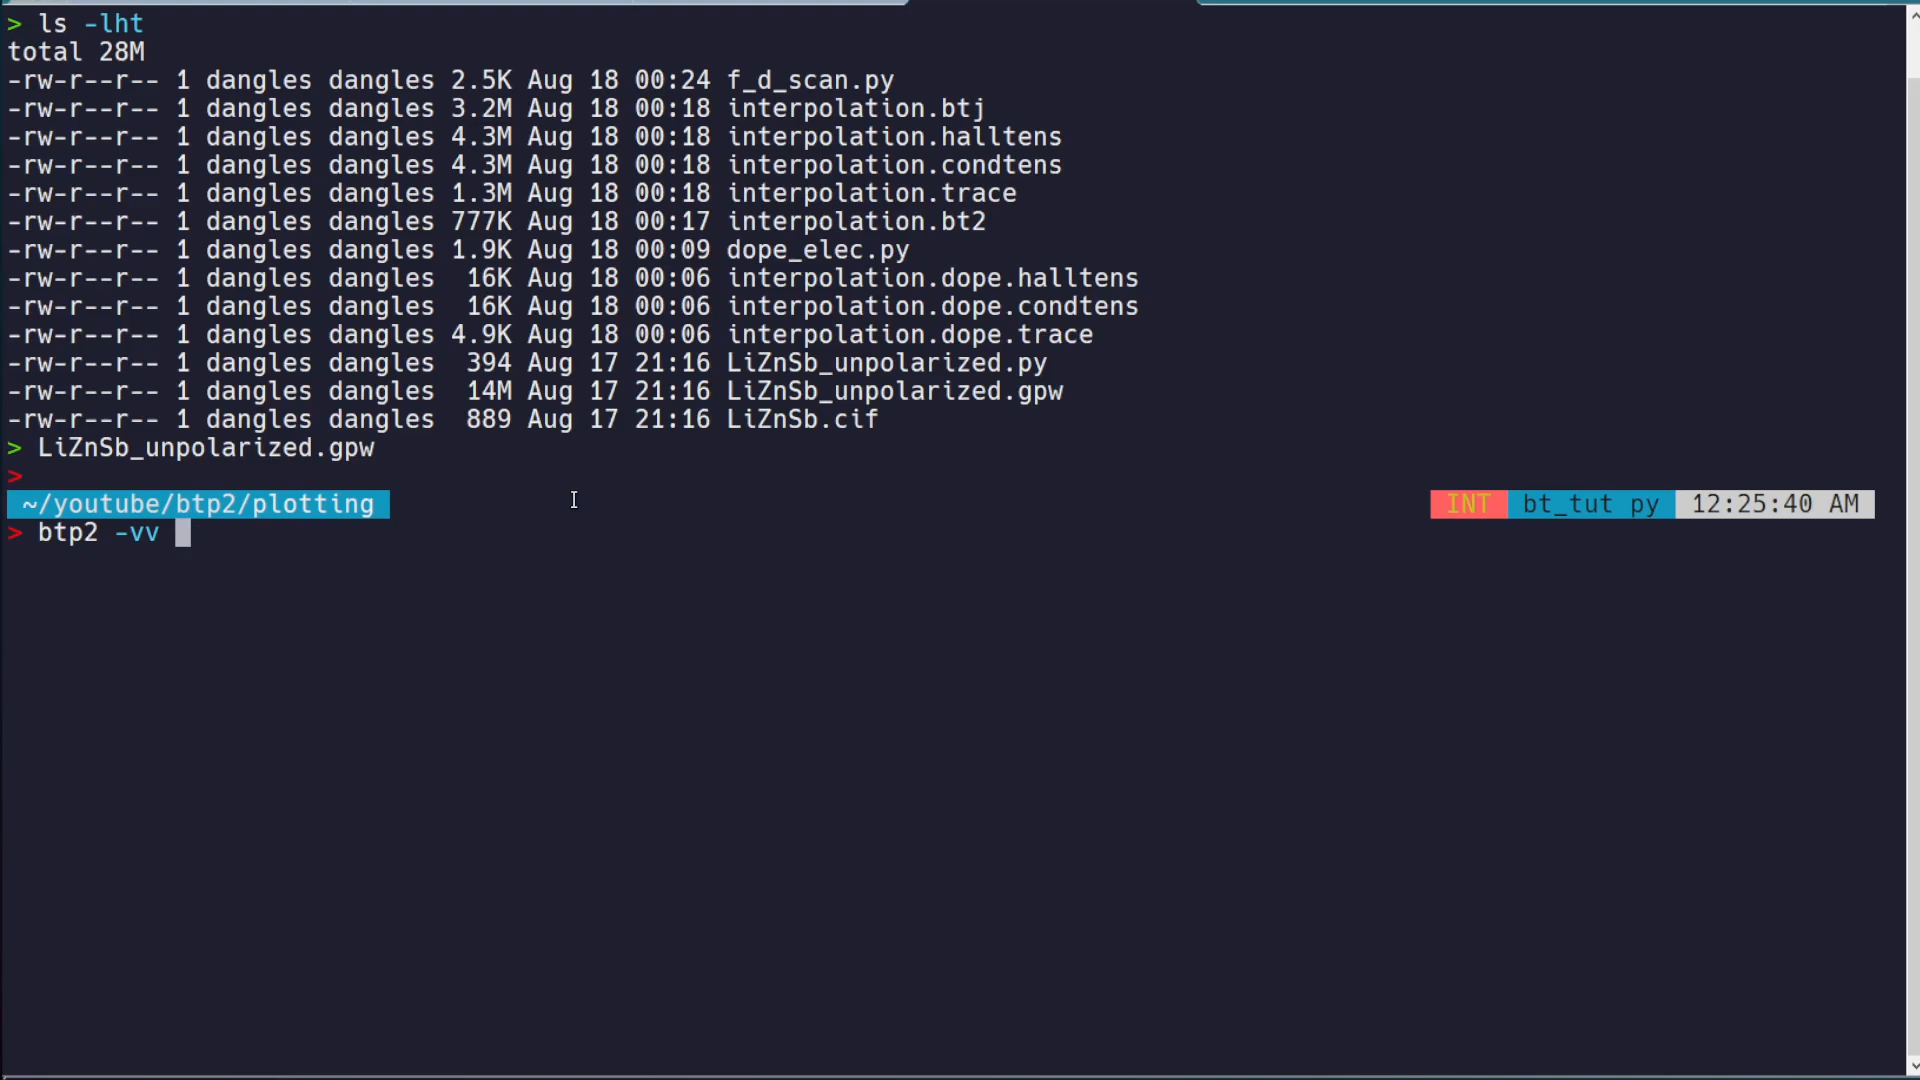 > ls -lht
total 28M
-rw-r--r-- 1 dangles dangles 2.5K Aug 18 00:24 f_d_scan.py
-rw-r--r-- 1 dangles dangles 3.2M Aug 18 00:18 interpolation.btj
-rw-r--r-- 1 dangles dangles 4.3M Aug 18 00:18 interpolation.halltens
-rw-r--r-- 1 dangles dangles 4.3M Aug 18 00:18 interpolation.condtens
-rw-r--r-- 1 dangles dangles 1.3M Aug 18 00:18 interpolation.trace
-rw-r--r-- 1 dangles dangles 777K Aug 18 00:17 interpolation.bt2
-rw-r--r-- 1 dangles dangles 1.9K Aug 18 00:09 dope_elec.py
-rw-r--r-- 1 dangles dangles  16K Aug 18 00:06 interpolation.dope.halltens
-rw-r--r-- 1 dangles dangles  16K Aug 18 00:06 interpolation.dope.condtens
-rw-r--r-- 1 dangles dangles 4.9K Aug 18 00:06 interpolation.dope.trace
-rw-r--r-- 1 dangles dangles  394 Aug 17 21:16 LiZnSb_unpolarized.py
-rw-r--r-- 1 dangles dangles  14M Aug 17 21:16 LiZnSb_unpolarized.gpw
-rw-r--r-- 1 dangles dangles  889 Aug 17 21:16 LiZnSb.cif
> LiZnSb_unpolarized.gpw
>
~/youtube/btp2/plotting INT bt_tut py 12:25:40 AM
> btp2 -vv